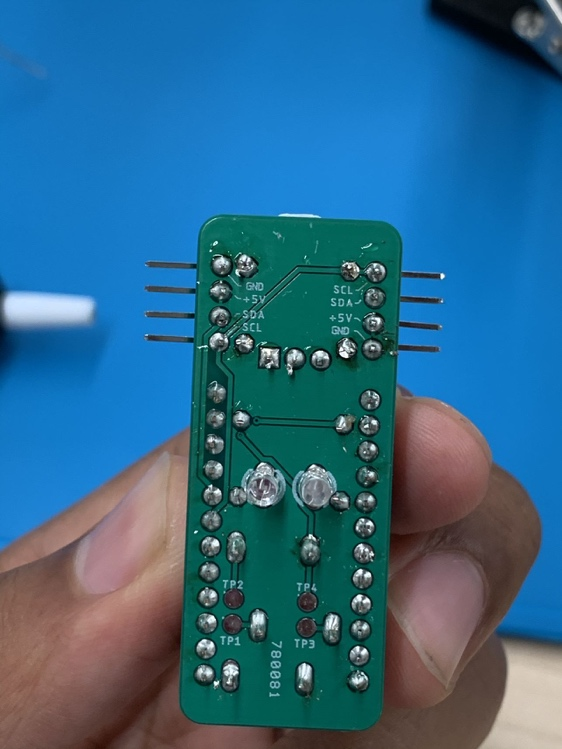 GND
+5V
SDA
SCL
SCL
SDA
+5V
GND
TP2
TP4
TP1
TP3
780081